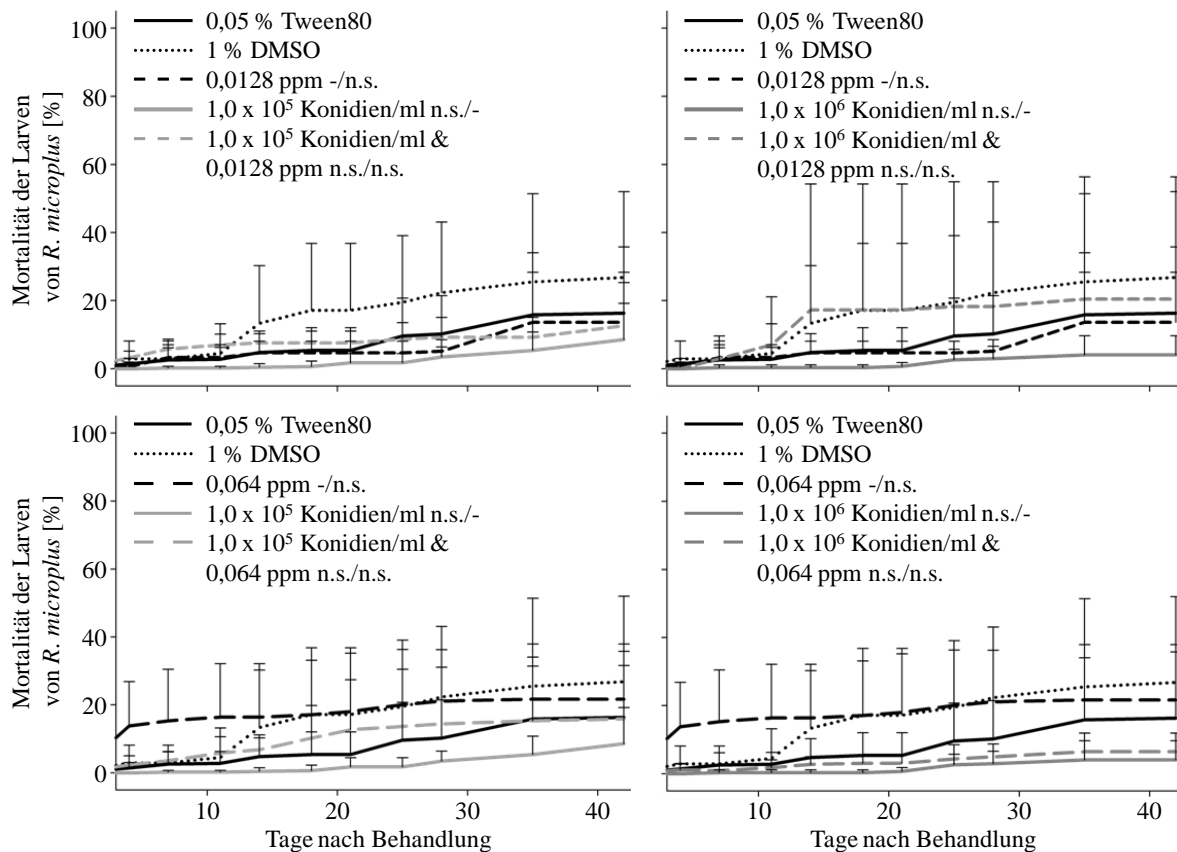 100
80
60
40
20
0
Mortalität der Larven
von R. microplus [%]
0,05 % Tween80
1 % DMSO
0,0128 ppm -/n.s.
1,0 x 10⁵ Konidien/ml n.s./-
1,0 x 10⁵ Konidien/ml &
0,0128 ppm n.s./n.s.
0,05 % Tween80
1 % DMSO
0,0128 ppm -/n.s.
1,0 x 10⁶ Konidien/ml n.s./-
1,0 x 10⁶ Konidien/ml &
0,0128 ppm n.s./n.s.
100
80
60
40
20
0
Mortalität der Larven
von R. microplus [%]
0,05 % Tween80
1 % DMSO
0,064 ppm -/n.s.
1,0 x 10⁵ Konidien/ml n.s./-
1,0 x 10⁵ Konidien/ml &
0,064 ppm n.s./n.s.
10 20 30 40
Tage nach Behandlung
0,05 % Tween80
1 % DMSO
0,064 ppm -/n.s.
1,0 x 10⁶ Konidien/ml n.s./-
1,0 x 10⁶ Konidien/ml &
0,064 ppm n.s./n.s.
10 20 30 40
Tage nach Behandlung